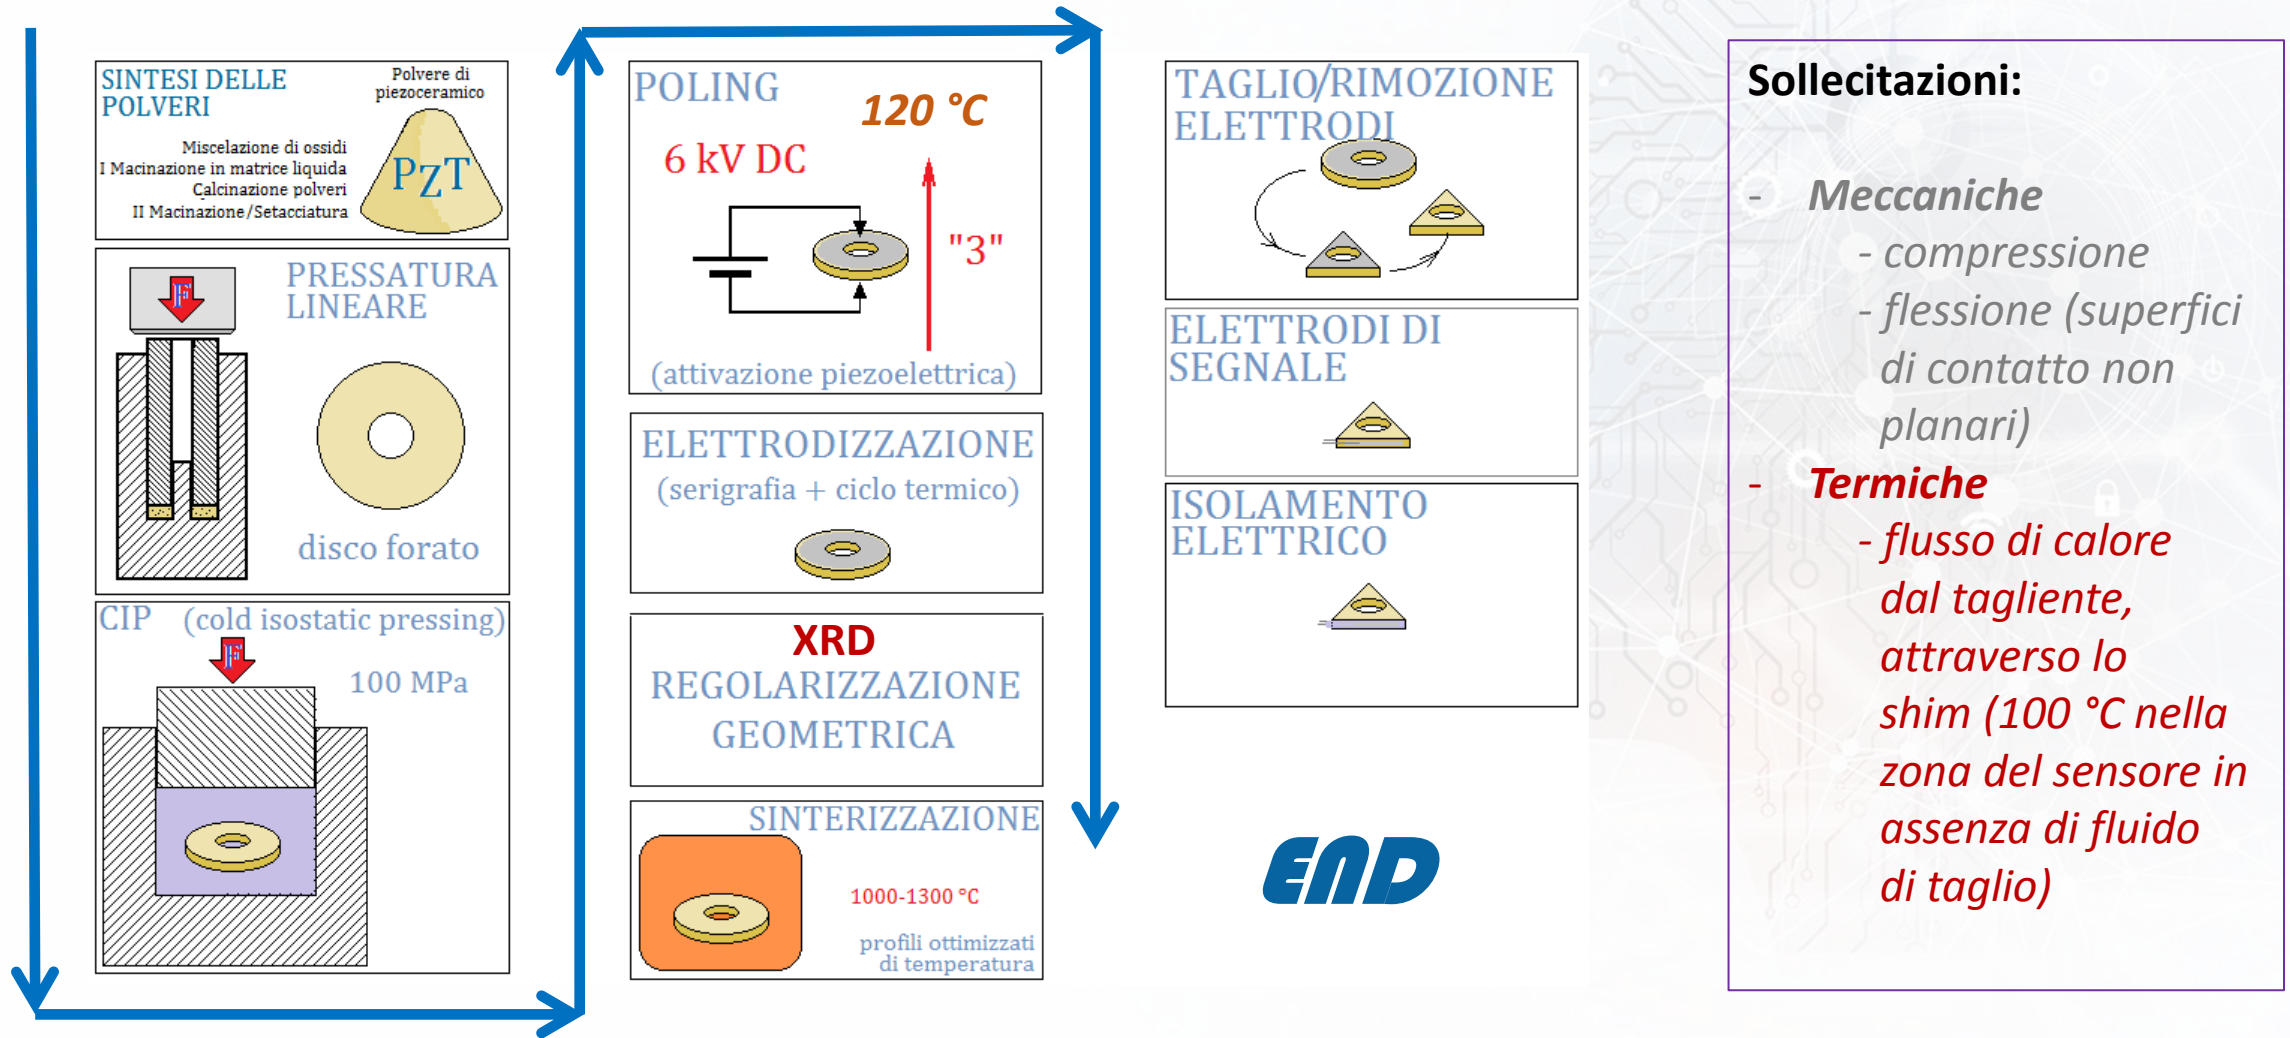 SINTESI DELLE
POLVERI
Polvere di
piezoceramico
Miscelazione di ossidi
I Macinazione in matrice liquida
Calcinazione polveri
II Macinazione/Setacciatura
PZT
F
PRESSATURA
LINEARE
disco forato
CIP (cold isostatic pressing)
F
100 MPa
POLING
120 °C
6 kV DC
"3"
(attivazione piezoelettrica)
ELETTRODIZZAZIONE
(serigrafia + ciclo termico)
XRD
REGOLARIZZAZIONE
GEOMETRICA
SINTERIZZAZIONE
1000-1300 °C
profili ottimizzati
di temperatura
TAGLIO/RIMOZIONE
ELETTRODI
ELETTRODI DI
SEGNALE
ISOLAMENTO
ELETTRICO
END
Sollecitazioni:
- Meccaniche
- compressione
- flessione (superfici
di contatto non
planari)
- Termiche
- flusso di calore
dal tagliente,
attraverso lo
shim (100 °C nella
zona del sensore in
assenza di fluido
di taglio)